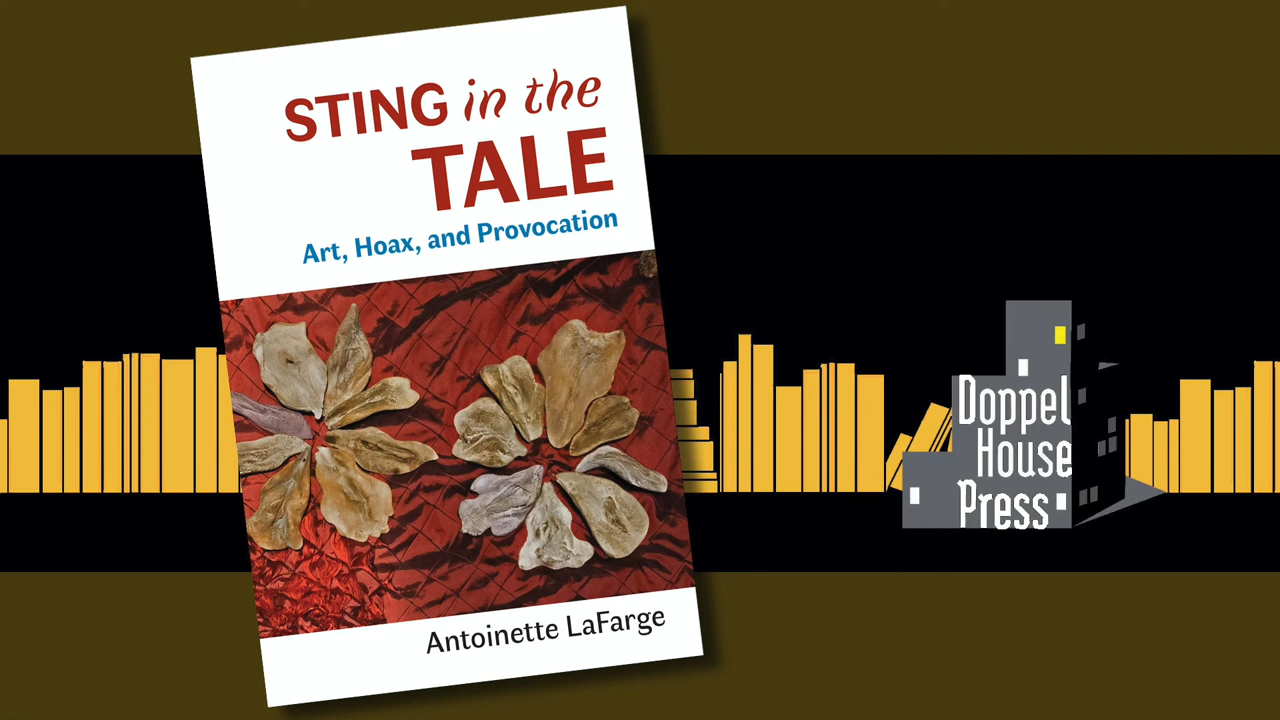 STING in the
TALE
Art, Hoax, and Provocation
Antoinette LaFarge
Doppel
House
Press